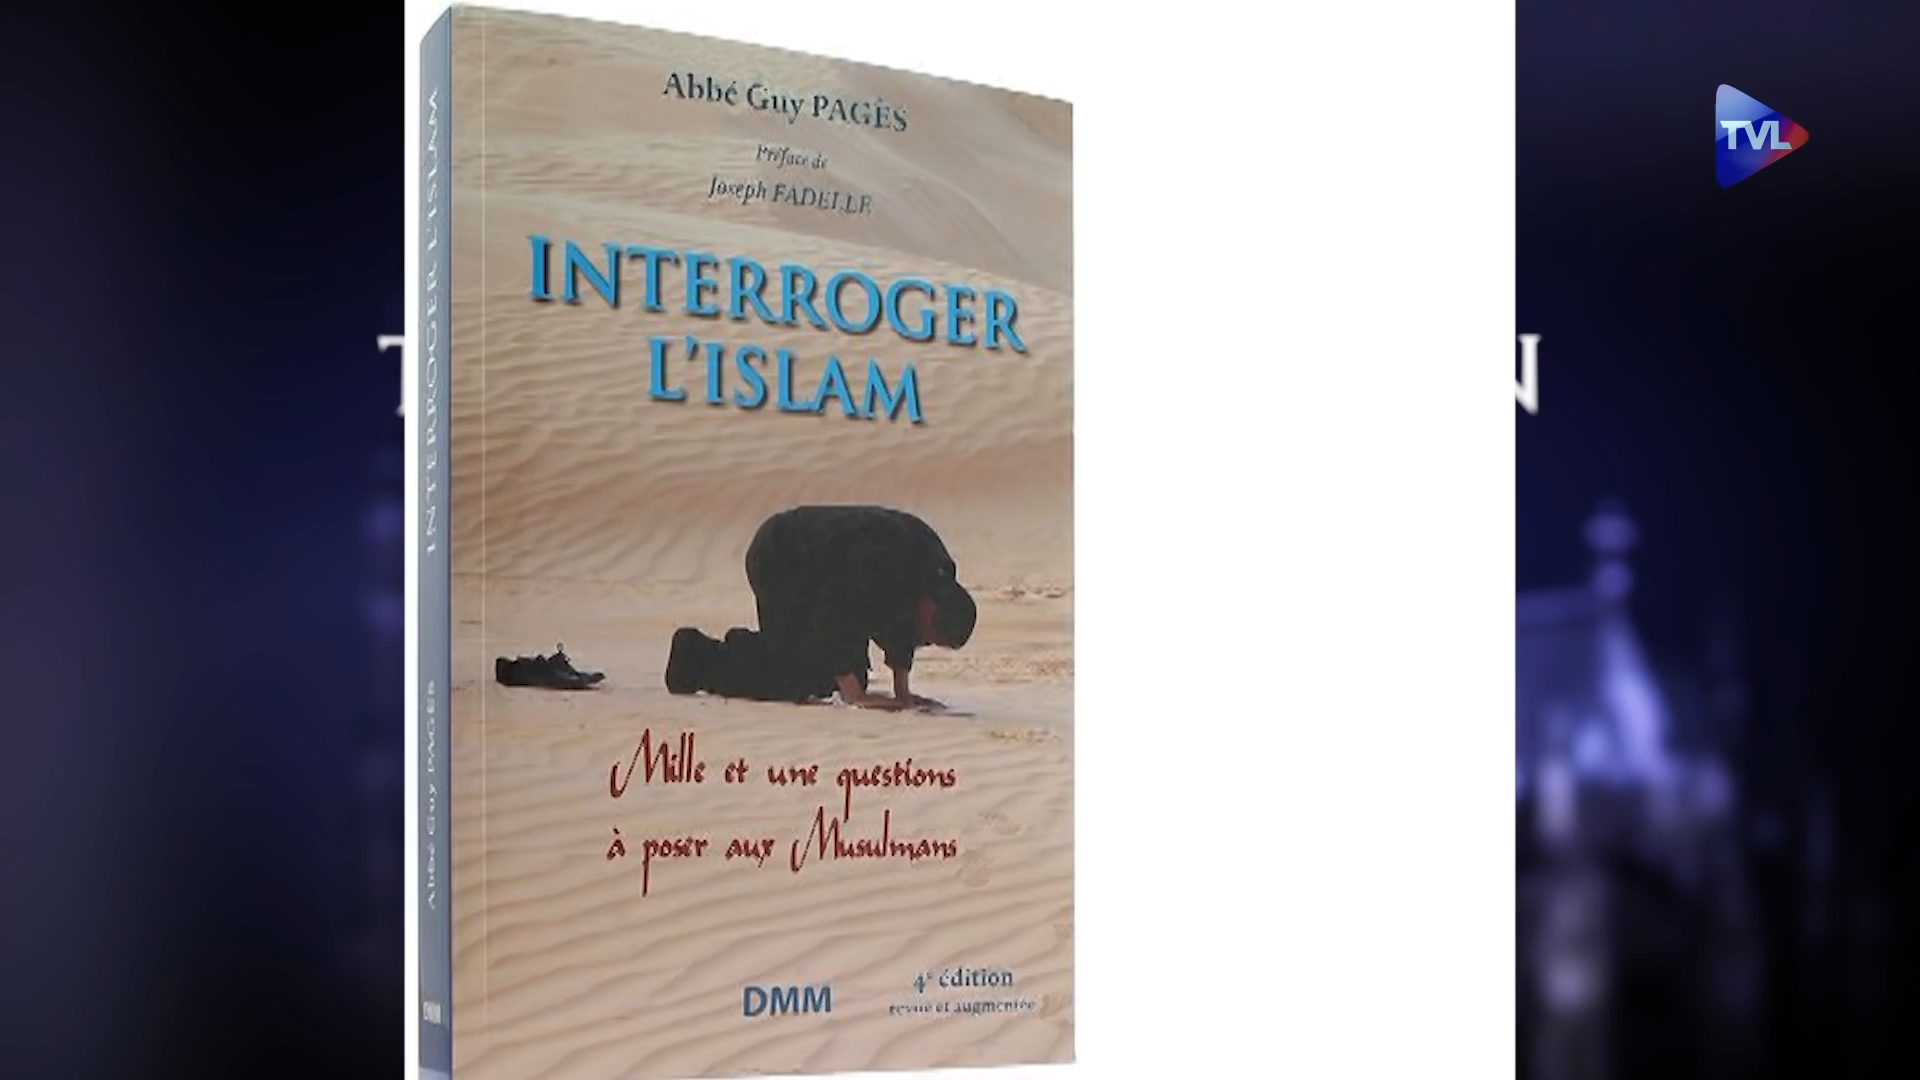 Abbé Guy PAGÈS
Préface de
Joseph FADELLE
INTERROGER
L'ISLAM
Mille et une questions
à poser aux Musulmans
DMM
4e édition
revue et augmentée
INTERROGER L'ISLAM
Abbé Guy PAGÈS
DMM
TVL